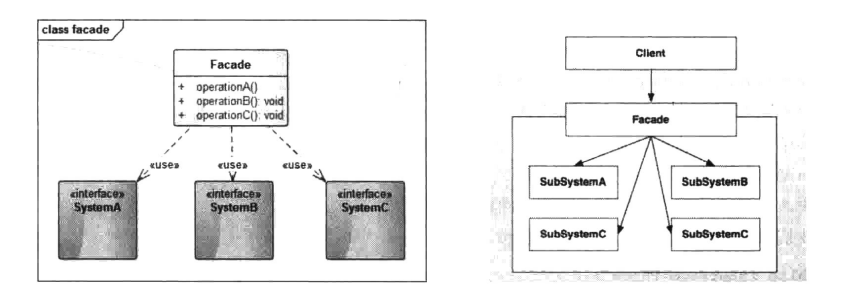 class facade
Facade
+ operationA()
+ operationB(): void
+ operationC(): void
«use» «use» «use»
«interface»
SystemA
«interface»
SystemB
«interface»
SystemC
Client
Facade
SubSystemA
SubSystemB
SubSystemC
SubSystemC